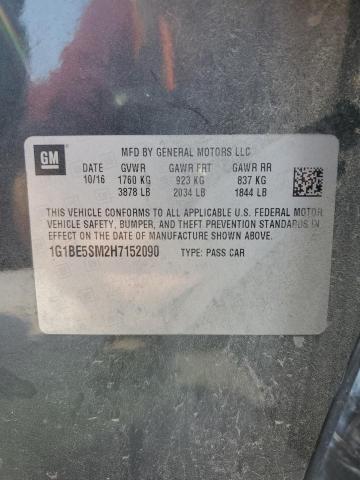 GM
MFD BY GENERAL MOTORS LLC
DATE GVWR GAWR FRT GAWR RR
10/16 1760 KG 923 KG 837 KG
3878 LB 2034 LB 1844 LB
THIS VEHICLE CONFORMS TO ALL APPLICABLE U.S. FEDERAL MOTOR
VEHICLE SAFETY, BUMPER, AND THEFT PREVENTION STANDARDS IN
EFFECT ON THE DATE OF MANUFACTURE SHOWN ABOVE.
1G1BE5SM2H7152090 TYPE: PASS CAR